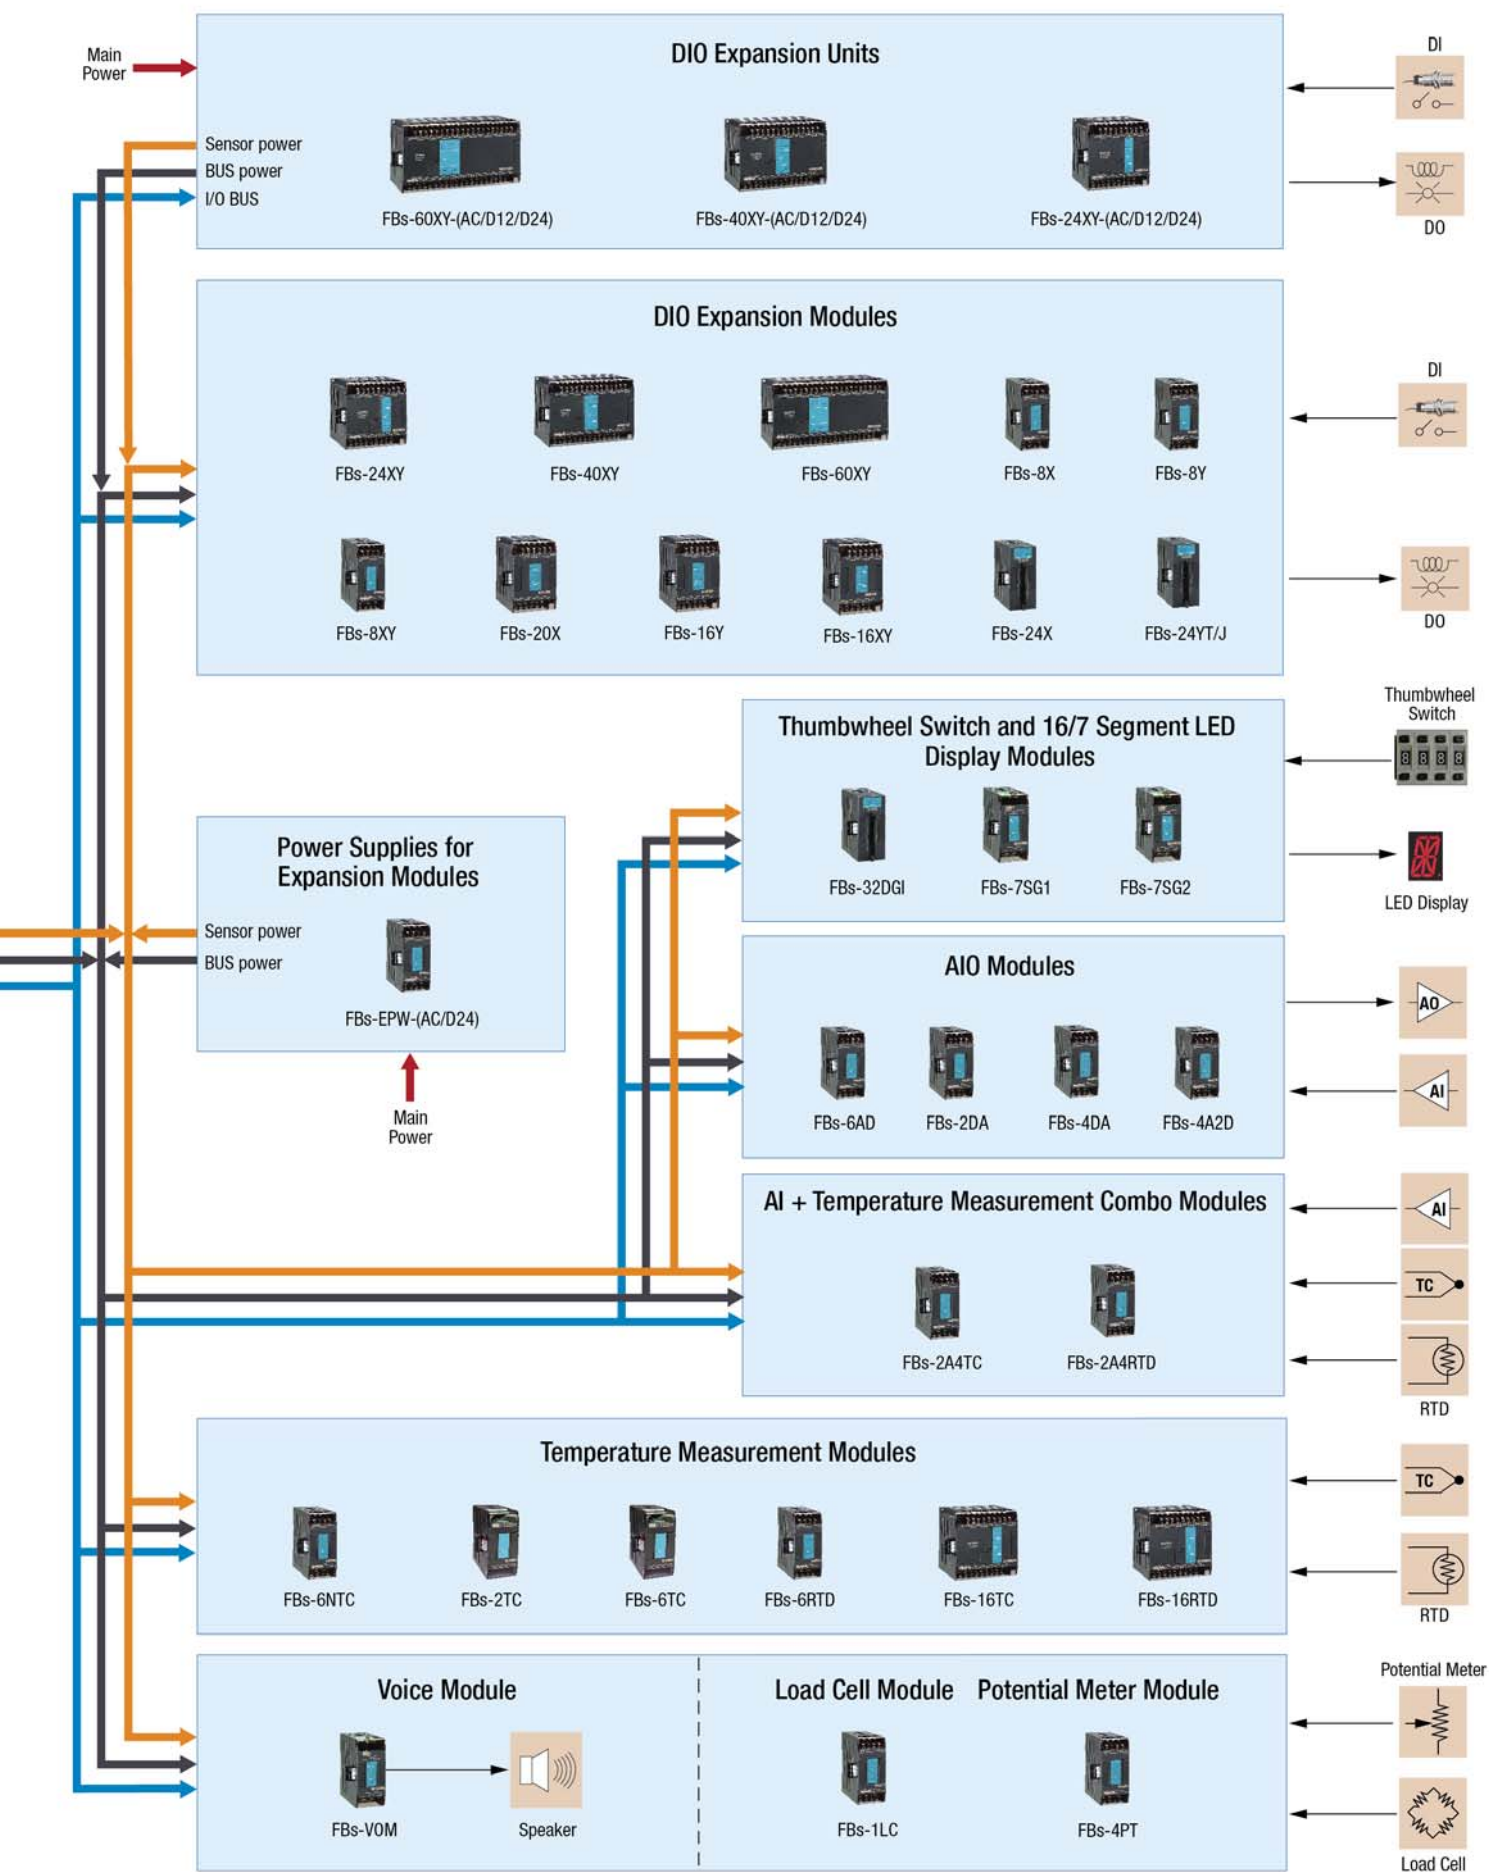 DIO Expansion Units
Main
Power
DI
Sensor power
BUS power
I/O BUS
FBs-60XY-(AC/D12/D24)
FBs-40XY-(AC/D12/D24)
FBs-24XY-(AC/D12/D24)
DO
DIO Expansion Modules
DI
FBs-24XY
FBs-40XY
FBs-60XY
FBs-8X
FBs-8Y
FBs-8XY
FBs-20X
FBs-16Y
FBs-16XY
FBs-24X
FBs-24YT/J
DO
Thumbwheel Switch and 16/7 Segment LED
Display Modules
Thumbwheel
Switch
8 8 8 8
FBs-32DGI
FBs-7SG1
FBs-7SG2
LED Display
Power Supplies for
Expansion Modules
Sensor power
BUS power
FBs-EPW-(AC/D24)
Main
Power
AIO Modules
AO
AI
FBs-6AD
FBs-2DA
FBs-4DA
FBs-4A2D
AI + Temperature Measurement Combo Modules
AI
TC
FBs-2A4TC
FBs-2A4RTD
RTD
Temperature Measurement Modules
TC
FBs-6NTC
FBs-2TC
FBs-6TC
FBs-6RTD
FBs-16TC
FBs-16RTD
RTD
Voice Module
Load Cell Module
Potential Meter Module
Potential Meter
FBs-VOM
Speaker
FBs-1LC
FBs-4PT
Load Cell